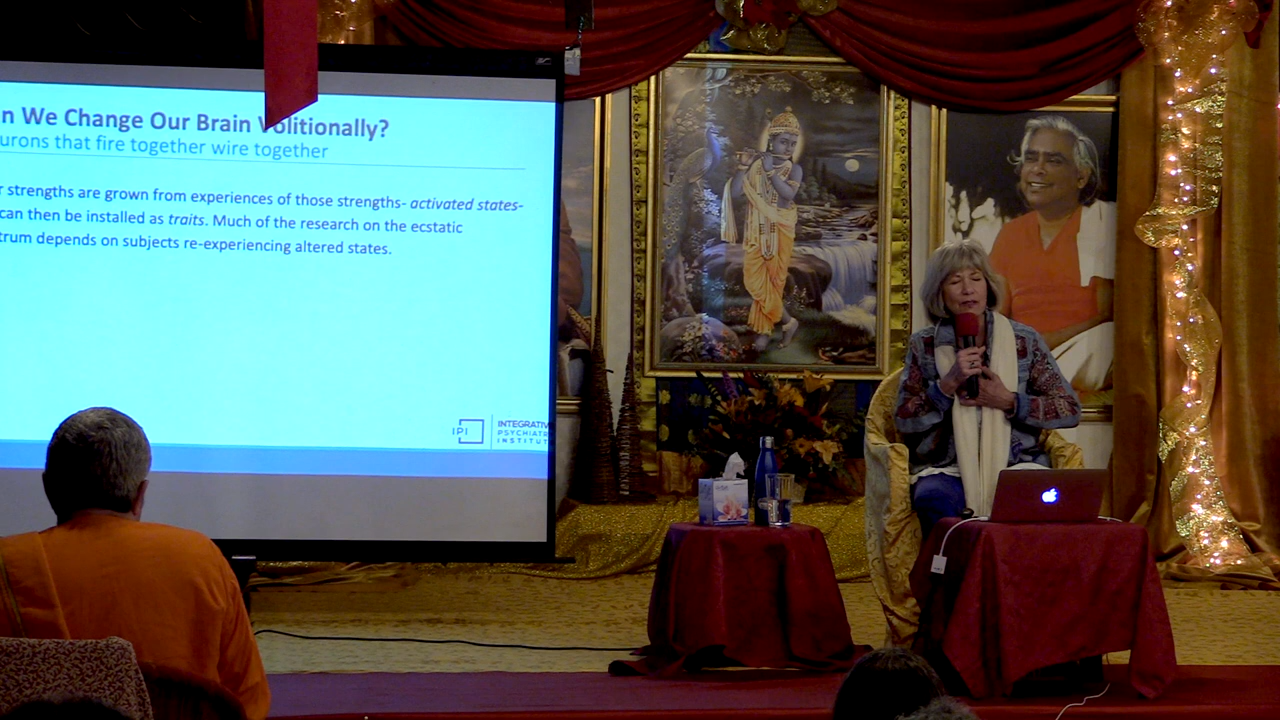 n We Change Our Brain Volitionally?
urons that fire together wire together
r strengths are grown from experiences of those strengths- activated states-
can then be installed as traits. Much of the research on the ecstatic
trum depends on subjects re-experiencing altered states.
IPI
INTEGRATIV
PSYCHIATR
INSTITUT